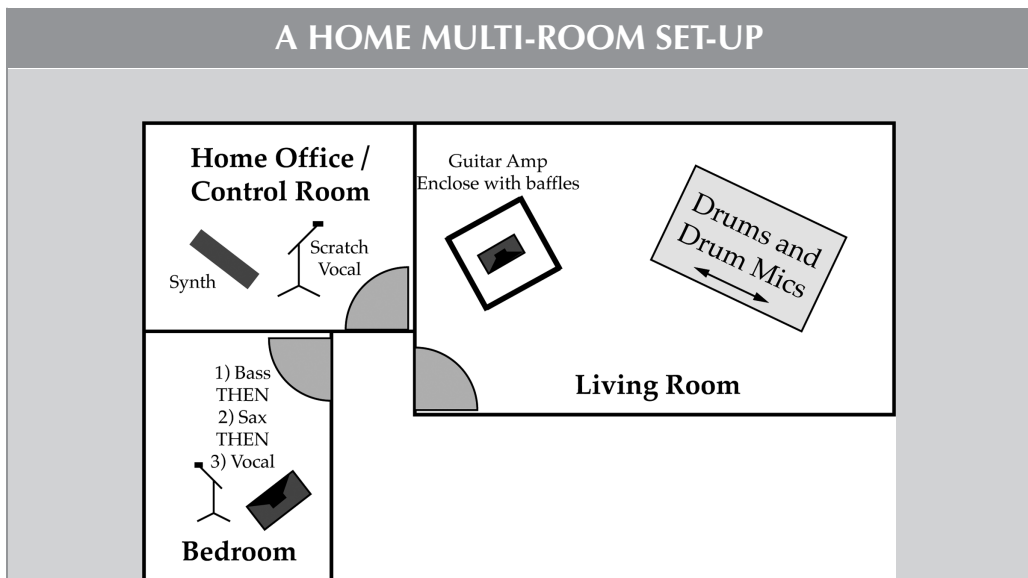 A HOME MULTI-ROOM SET-UP
Home Office /
Control Room
Synth
Scratch
Vocal
Guitar Amp
Enclose with baffles
Drums and
Drum Mics
Living Room
1) Bass
THEN
2) Sax
THEN
3) Vocal
Bedroom